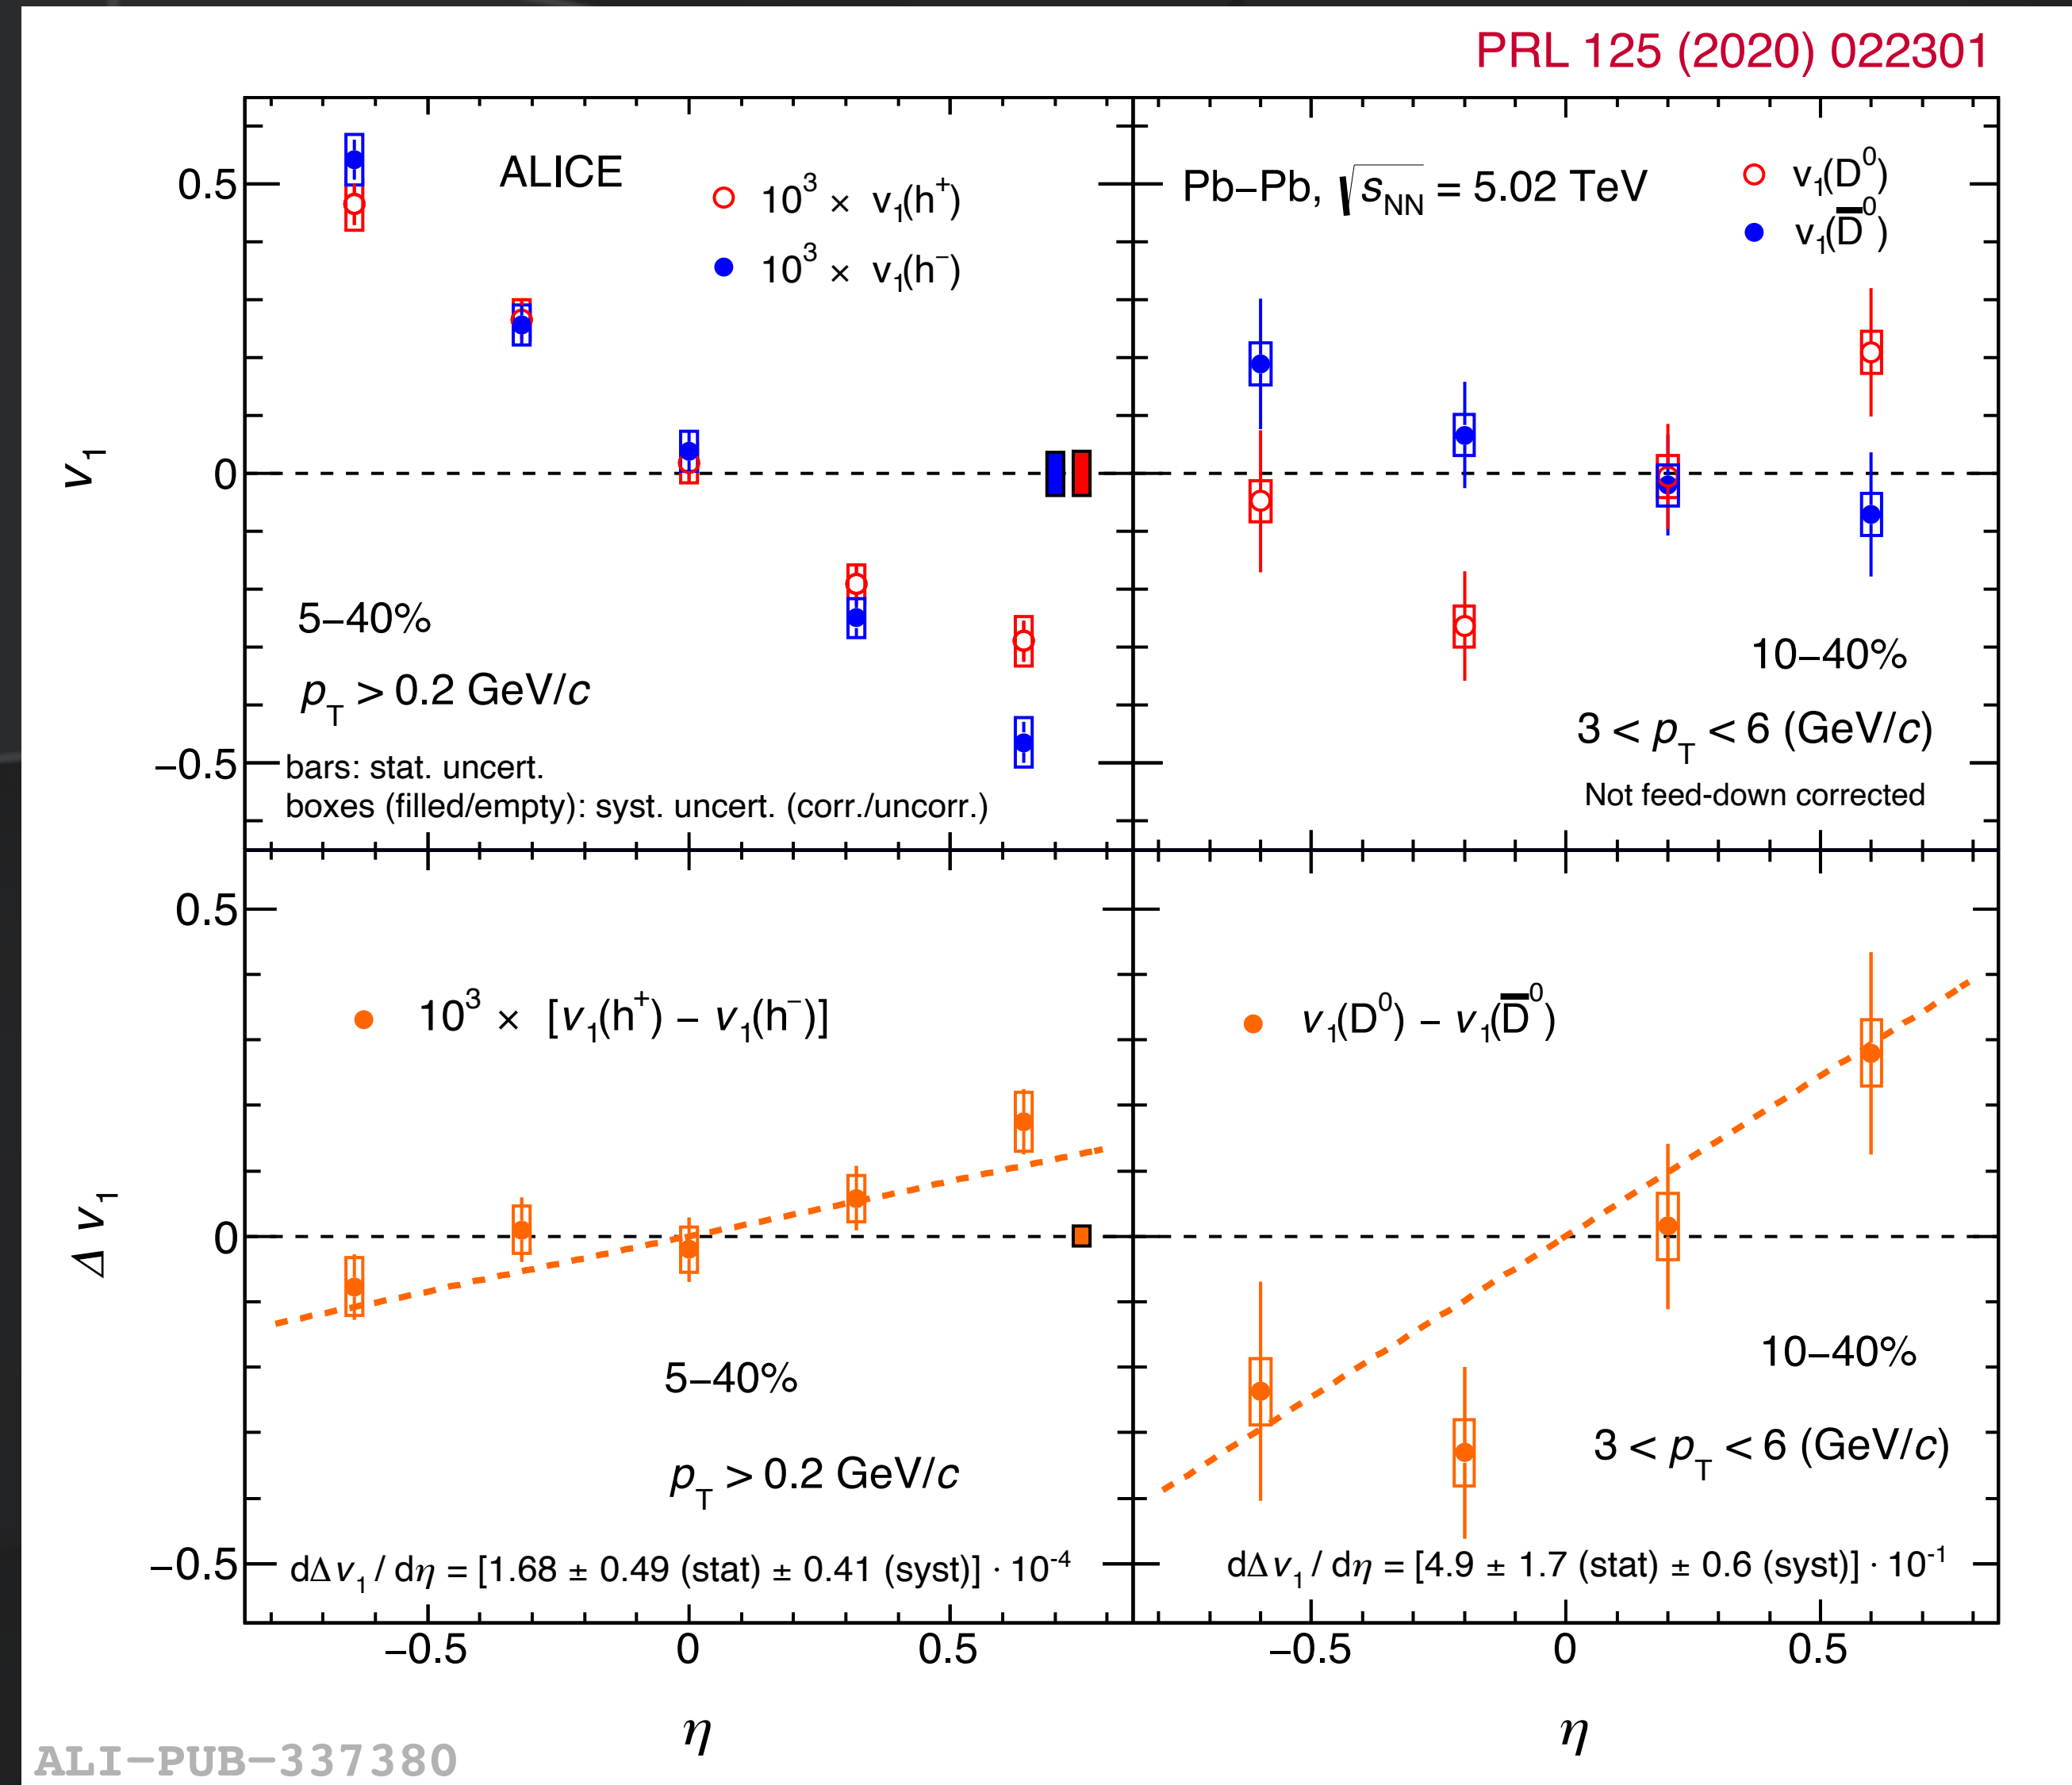 PRL 125 (2020) 022301
ALICE
10³ × v₁(h⁺)
10³ × v₁(h⁻)
0.5
0
−0.5
v₁
5−40%
p_T > 0.2 GeV/c
bars: stat. uncert.
boxes (filled/empty): syst. uncert. (corr./uncorr.)
Pb−Pb, √s_NN = 5.02 TeV
v₁(D⁰)
v₁(D̅⁰)
10−40%
3 < p_T < 6 (GeV/c)
Not feed-down corrected
0.5
0
−0.5
Δ v₁
10³ × [v₁(h⁺) − v₁(h⁻)]
5−40%
p_T > 0.2 GeV/c
dΔv₁ / dη = [1.68 ± 0.49 (stat) ± 0.41 (syst)] · 10⁻⁴
v₁(D⁰) − v₁(D̅⁰)
10−40%
3 < p_T < 6 (GeV/c)
dΔv₁ / dη = [4.9 ± 1.7 (stat) ± 0.6 (syst)] · 10⁻¹
−0.5 0 0.5
−0.5 0 0.5
η
η
ALI−PUB−337380